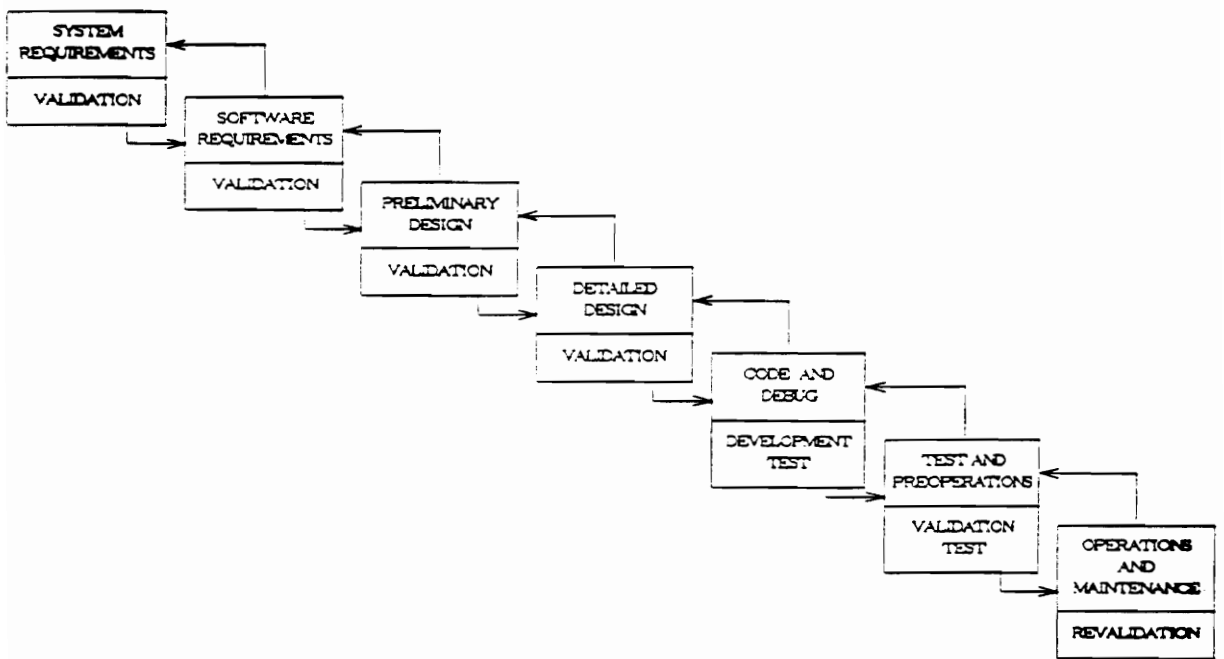 SYSTEM
REQUIREMENTS
VALIDATION
SOFTWARE
REQUIREMENTS
VALIDATION
PRELIMINARY
DESIGN
VALIDATION
DETAILED
DESIGN
VALIDATION
CODE AND
DEBUG
DEVELOPMENT
TEST
TEST AND
PREOPERATIONS
VALIDATION
TEST
OPERATIONS
AND
MAINTENANCE
REVALIDATION